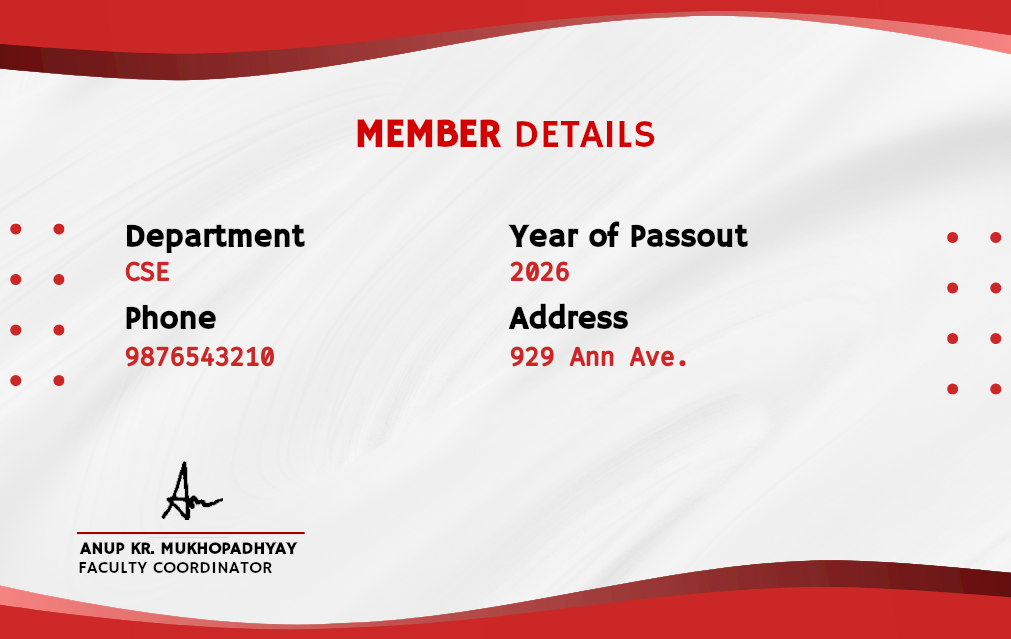 MEMBER DETAILS
Department
CSE
Year of Passout
2026
Phone
9876543210
Address
929 Ann Ave.
ANUP KR. MUKHOPADHYAY
FACULTY COORDINATOR